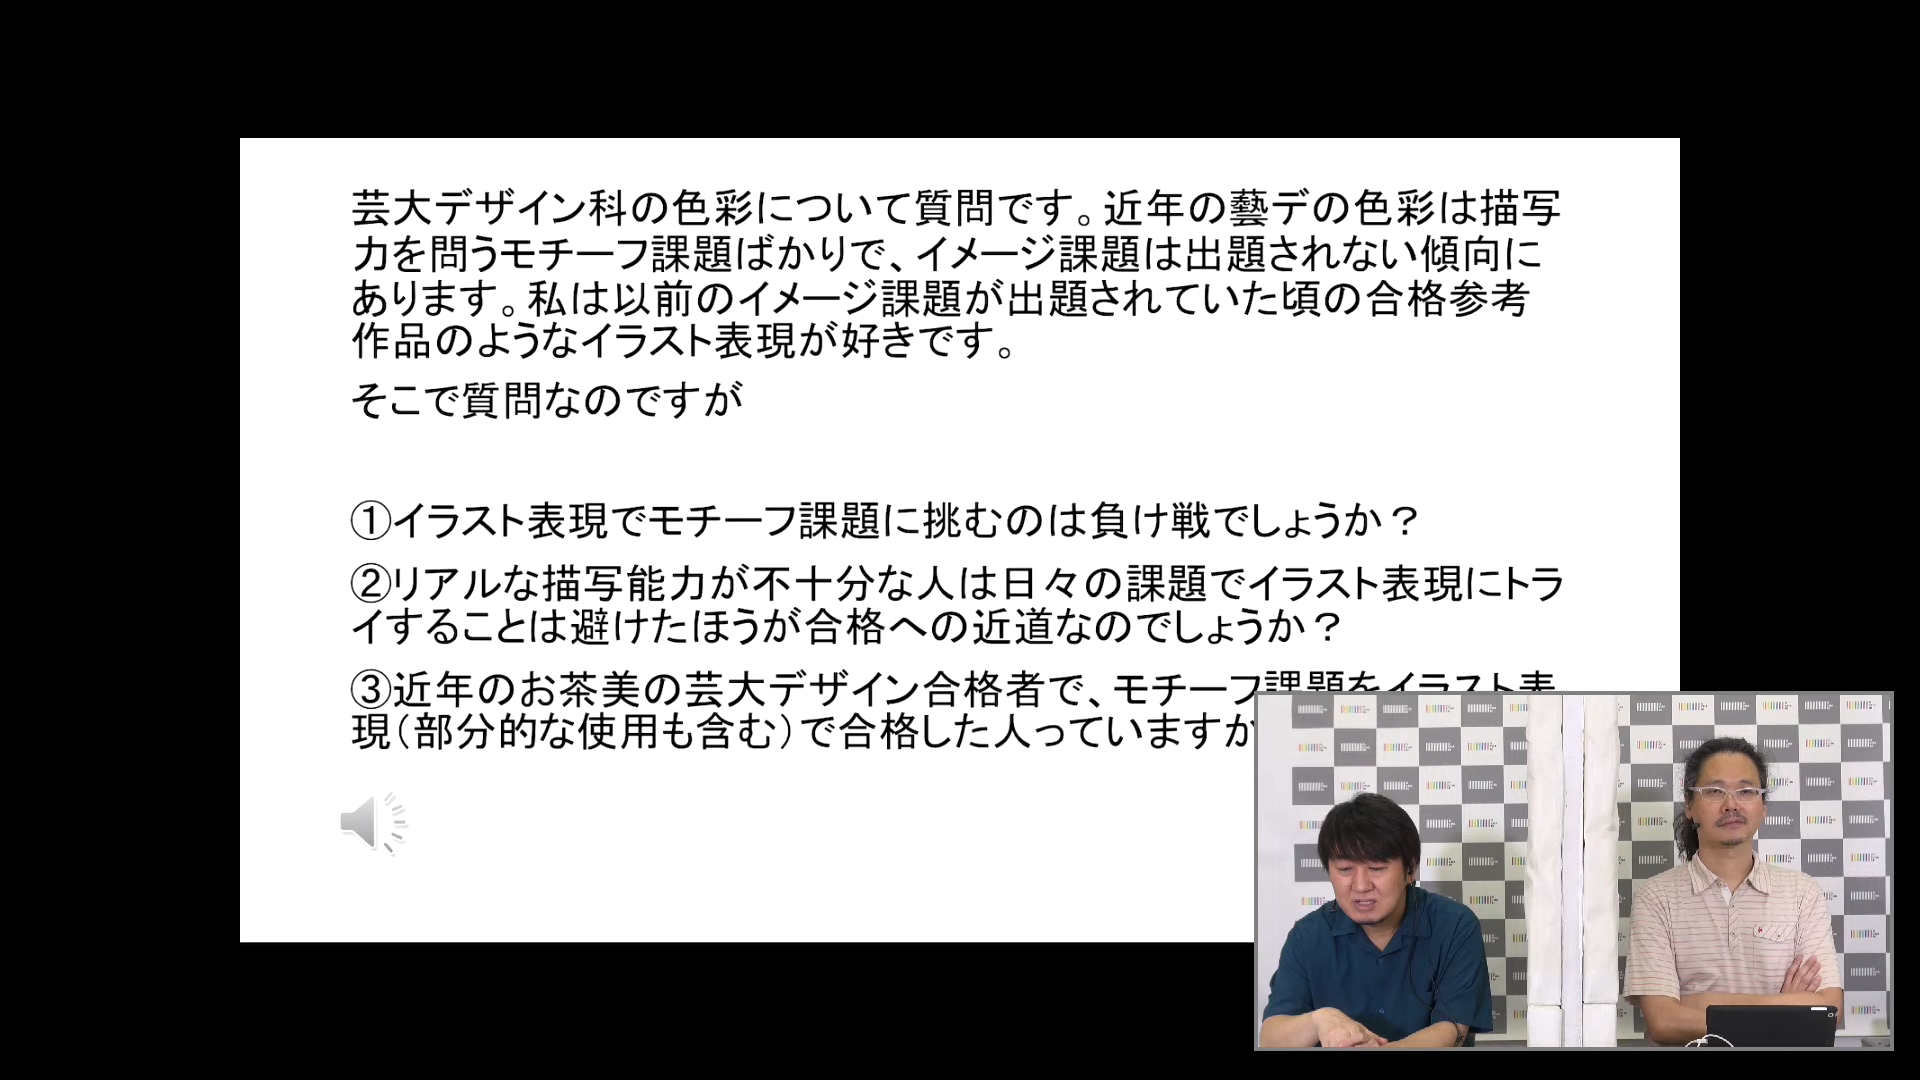 芸大デザイン科の色彩について質問です。近年の藝デの色彩は描写
力を問うモチーフ課題ばかりで、イメージ課題は出題されない傾向に
あります。私は以前のイメージ課題が出題されていた頃の合格参考
作品のようなイラスト表現が好きです。
そこで質問なのですが
①イラスト表現でモチーフ課題に挑むのは負け戦でしょうか？
②リアルな描写能力が不十分な人は日々の課題でイラスト表現にトラ
イすることは避けたほうが合格への近道なのでしょうか？
③近年のお茶美の芸大デザイン合格者で、モチーフ課題をイラスト表
現（部分的な使用も含む）で合格した人っていますか